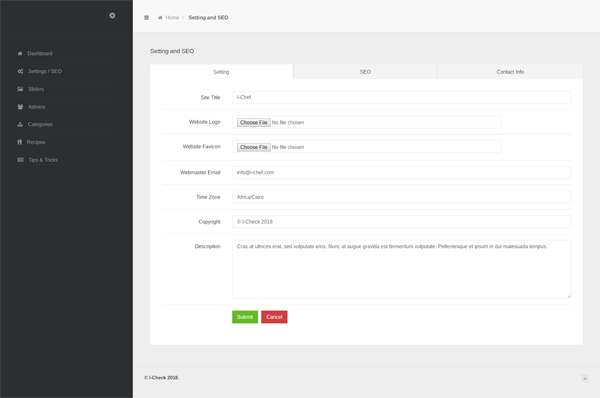 Home / Setting and SEO
Dashboard
Settings / SEO
Sliders
Admins
Categories
Recipes
Tips & Tricks
Setting and SEO
Setting
SEO
Contact Info
Site Title
I-Chef
Website Logo
Choose File No file chosen
Website Favicon
Choose File No file chosen
Webmaster Email
info@i-chef.com
Time Zone
Africa/Cairo
Copyright
© I-Check 2018
Description
Cras at ultrices erat, sed vulputate eros. Nunc at augue gravida est fermentum vulputate. Pellentesque et ipsum in dui malesuada tempus.
Submit
Cancel
© I-Check 2018.